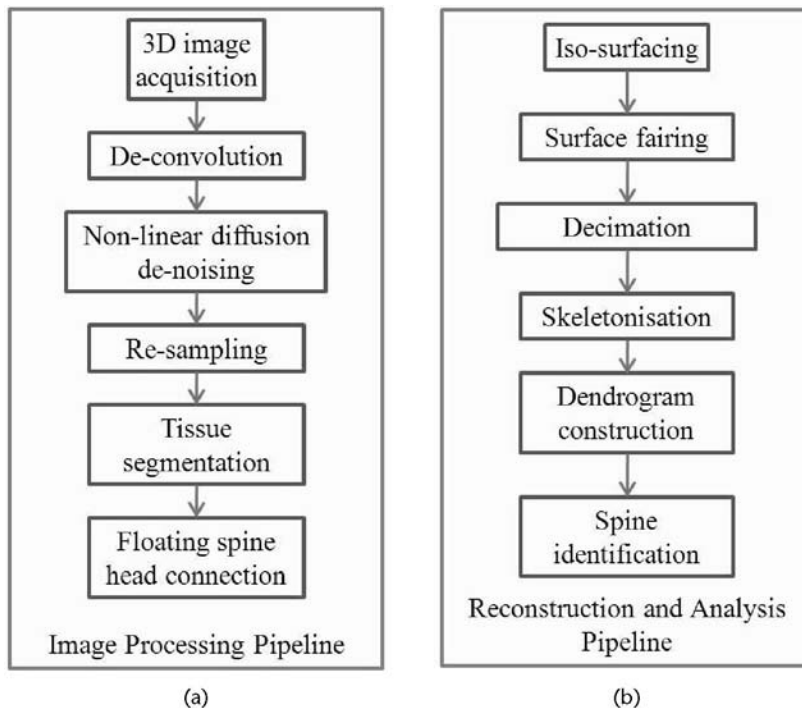 3D image
acquisition
De-convolution
Non-linear diffusion
de-noising
Re-sampling
Tissue
segmentation
Floating spine
head connection
Image Processing Pipeline
(a)
Iso-surfacing
Surface fairing
Decimation
Skeletonisation
Dendrogram
construction
Spine
identification
Reconstruction and Analysis
Pipeline
(b)